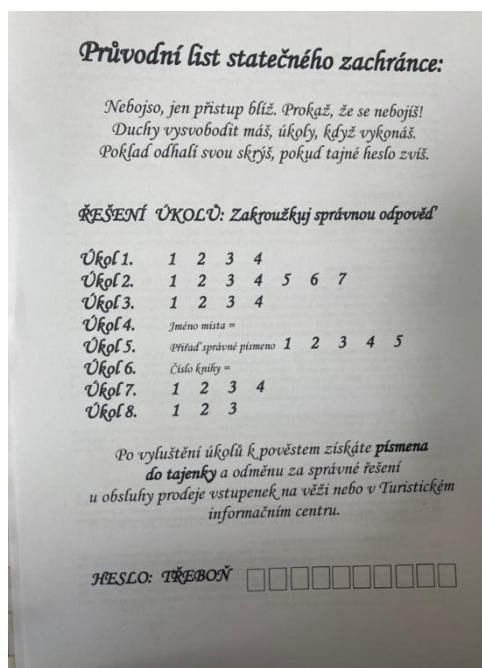 Průvodní list statečného zachránce:
Nebojso, jen přistup blíž. Prokaž, že se nebojíš!
Duchy vysvobodit máš, úkoly, když vykonáš.
Poklad odhalí svou skrýš, pokud tajné heslo zvíš.
ŘEŠENÍ ÚKOLŮ: Zakroužkuj správnou odpověď
Úkol 1. 1 2 3 4
Úkol 2. 1 2 3 4 5 6 7
Úkol 3. 1 2 3 4
Úkol 4. Jméno místa =
Úkol 5. Přiřaď správné písmeno 1 2 3 4 5
Úkol 6. Číslo knihy =
Úkol 7. 1 2 3 4
Úkol 8. 1 2 3
Po vyluštění úkolů k pověstem získáte písmena
do tajenky a odměnu za správné řešení
u obsluhy prodeje vstupenek na věži nebo v Turistickém
informačním centru.
HESLO: TŘEBOŇ